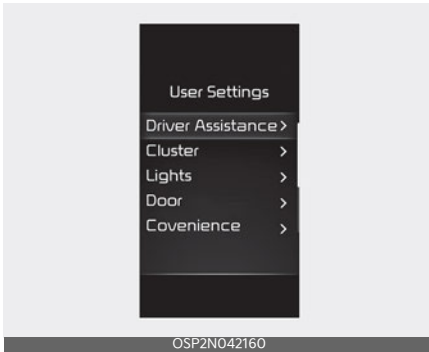 User Settings
Driver Assistance>
Cluster >
Lights >
Door >
Covenience >
OSP2N042160